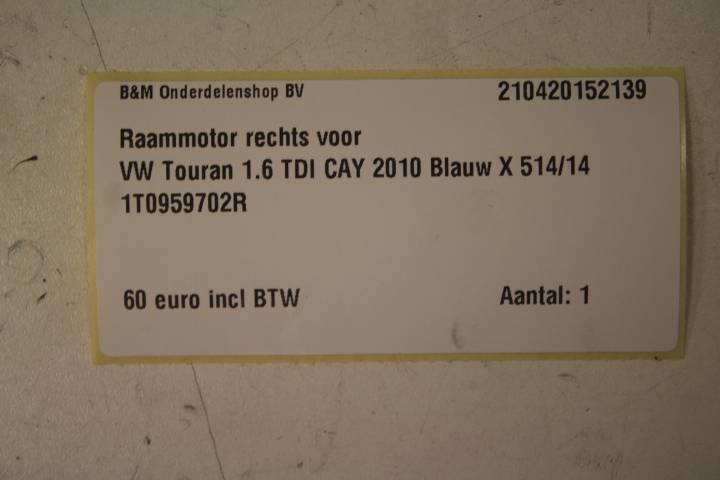 B&M Onderdelenshop BV 210420152139
Raammotor rechts voor
VW Touran 1.6 TDI CAY 2010 Blauw X 514/14
1T0959702R
60 euro incl BTW Aantal: 1